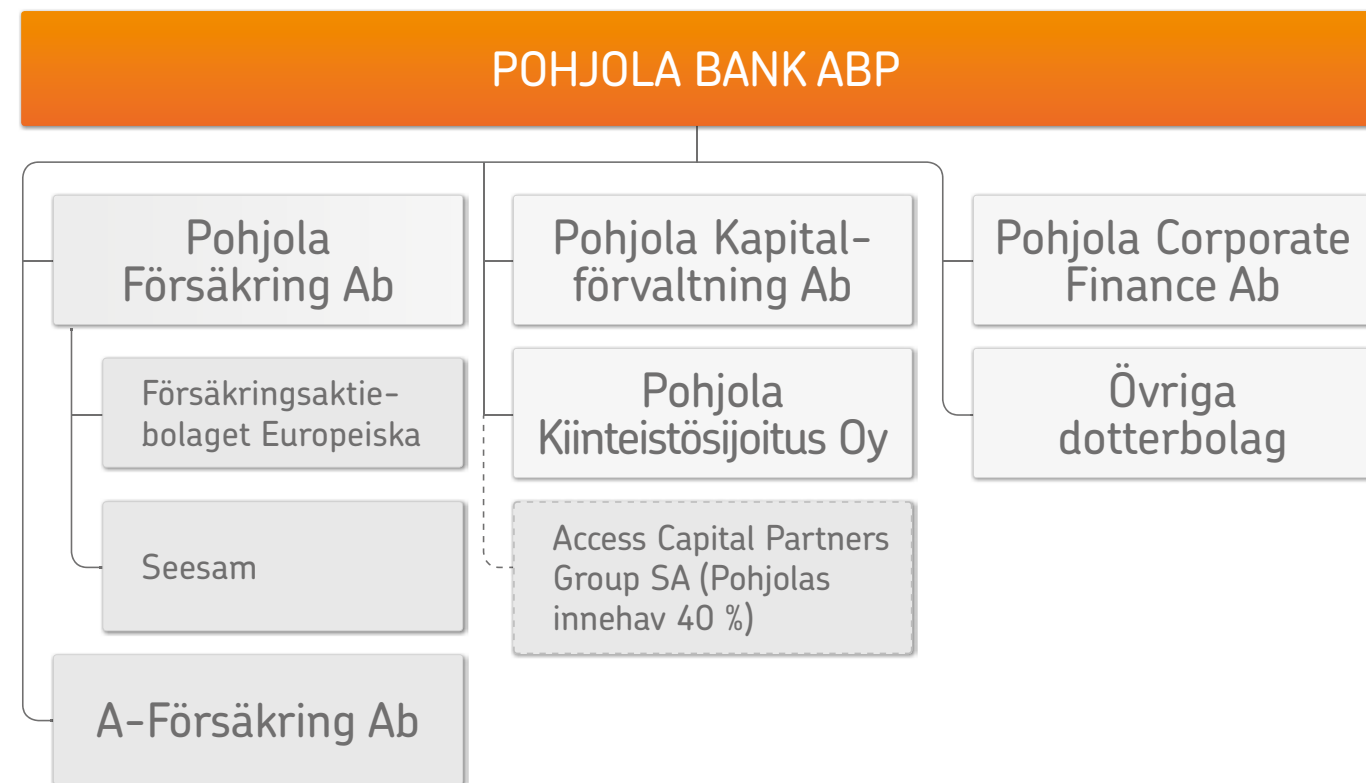 POHJOLA BANK ABP
Pohjola
Försäkring Ab
Försäkringsaktie-
bolaget Europeiska
Seesam
A-Försäkring Ab
Pohjola Kapital-
förvaltning Ab
Pohjola
Kiinteistösijoitus Oy
Access Capital Partners
Group SA (Pohjolas
innehav 40 %)
Pohjola Corporate
Finance Ab
Övriga
dotterbolag